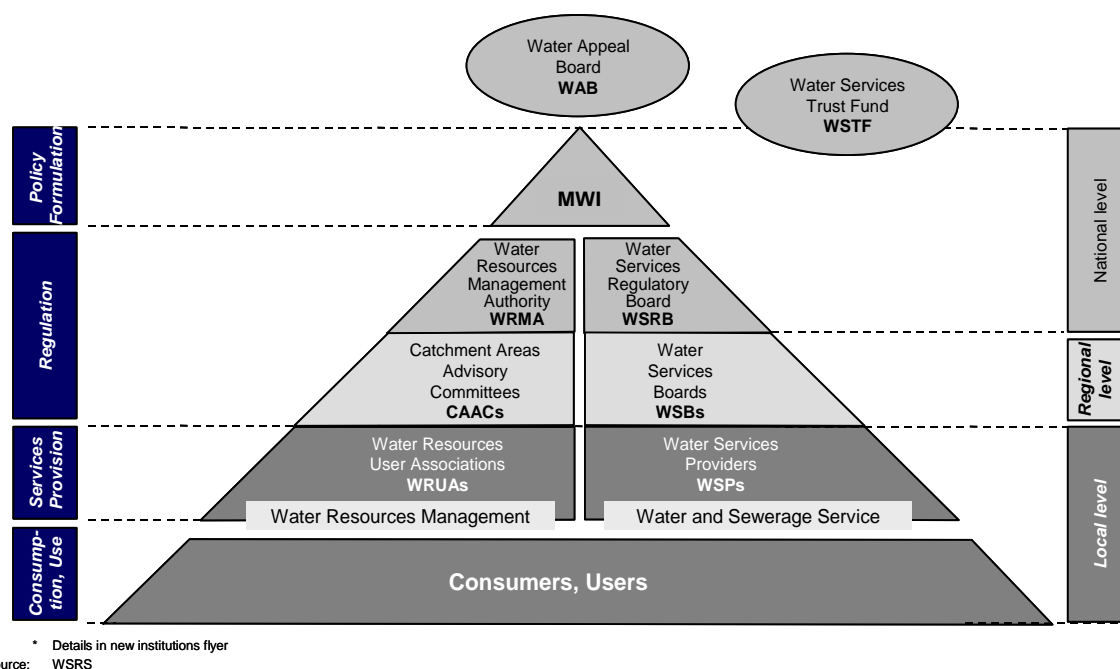 Water Appeal
Board
WAB
Water Services
Trust Fund
WSTF
Policy
Formulation
MWI
National level
Regulation
Water
Resources
Management
Authority
WRMA
Water
Services
Regulatory
Board
WSRB
Catchment Areas
Advisory
Committees
CAACs
Water
Services
Boards
WSBs
Regional
level
Services
Provision
Water Resources
User Associations
WRUAs
Water Services
Providers
WSPs
Water Resources Management
Water and Sewerage Service
Local level
Consump-
tion, Use
Consumers, Users
* Details in new institutions flyer
urce: WSRS